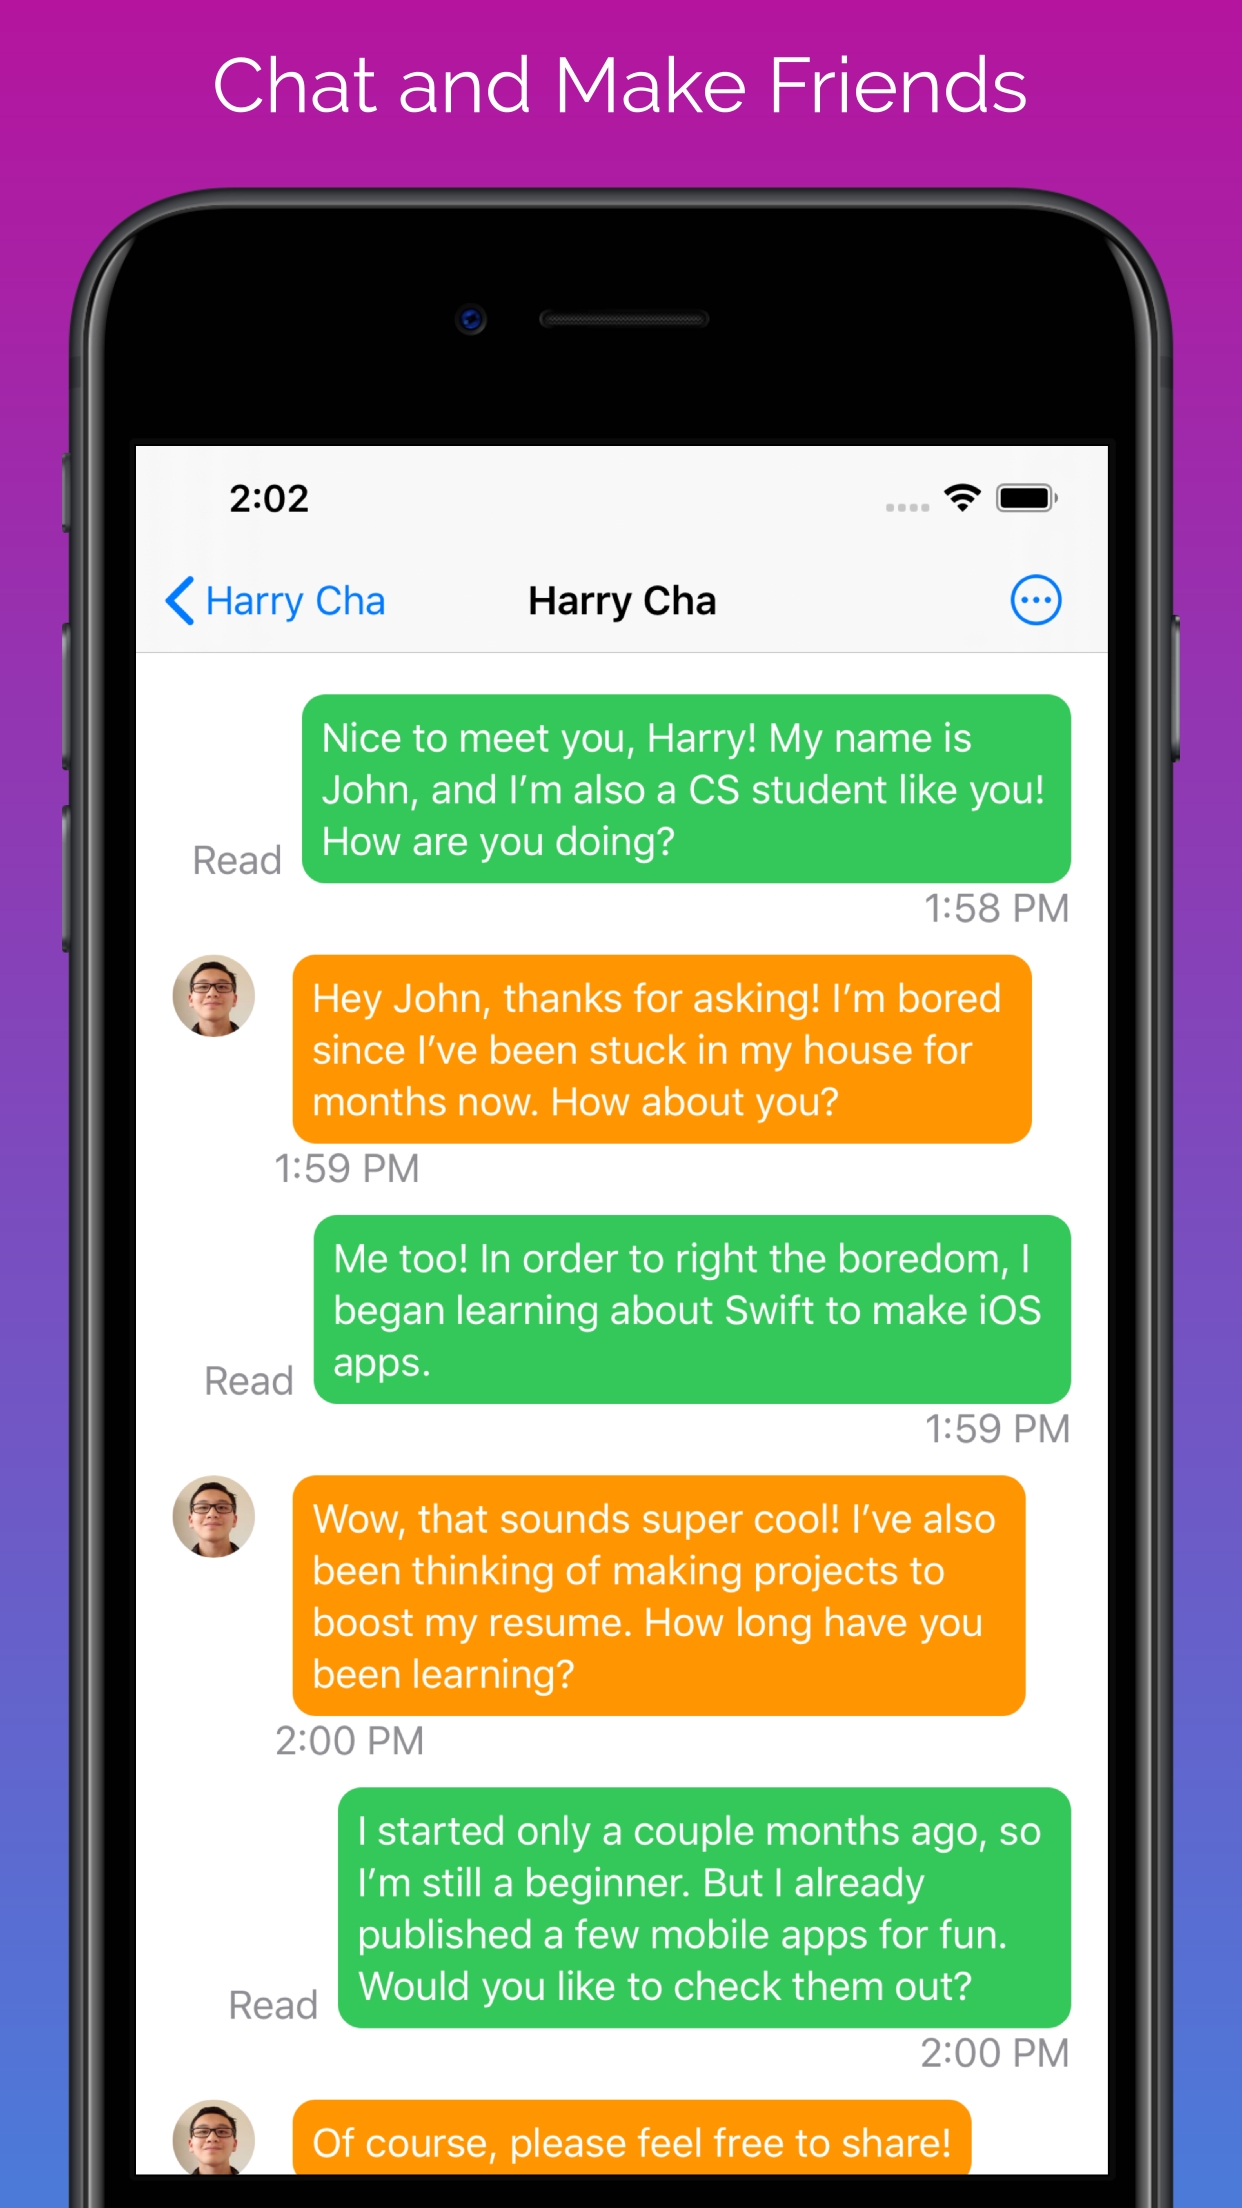 Chat and Make Friends
2:02
Harry Cha
Harry Cha
Nice to meet you, Harry! My name is
John, and I’m also a CS student like you!
How are you doing?
Read
1:58 PM
Hey John, thanks for asking! I’m bored
since I’ve been stuck in my house for
months now. How about you?
1:59 PM
Me too! In order to right the boredom, I
began learning about Swift to make iOS
apps.
Read
1:59 PM
Wow, that sounds super cool! I’ve also
been thinking of making projects to
boost my resume. How long have you
been learning?
2:00 PM
I started only a couple months ago, so
I’m still a beginner. But I already
published a few mobile apps for fun.
Would you like to check them out?
Read
2:00 PM
Of course, please feel free to share!